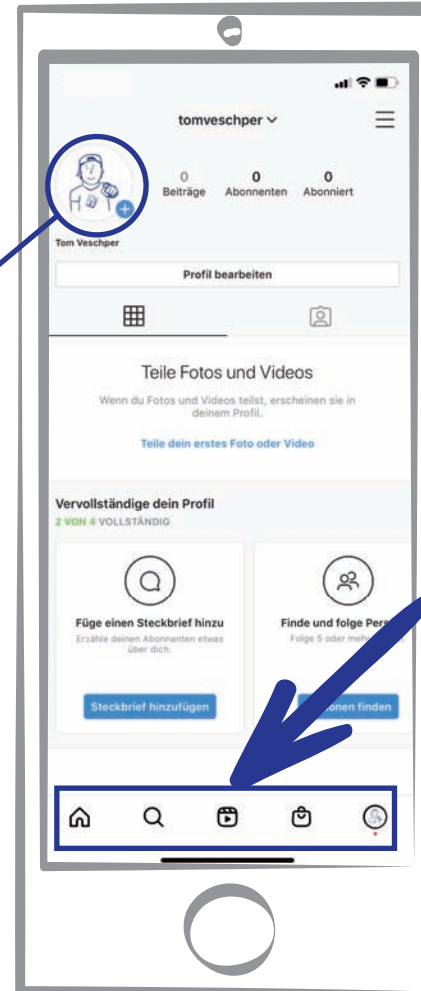 tomveschper
0 0 0
Beiträge Abonnenten Abonniert
Tom Veschper
Profil bearbeiten
Teile Fotos und Videos
Wenn du Fotos und Videos teilst, erscheinen sie in
deinem Profil.
Teile dein erstes Foto oder Video
Vervollständige dein Profil
2 VON 4 VOLLSTÄNDIG
Füge einen Steckbrief hinzu
Erzähle deinen Abonnenten etwas
über dich.
Steckbrief hinzufügen
Finde und folge Pers
Folge 5 oder meh
onen finden